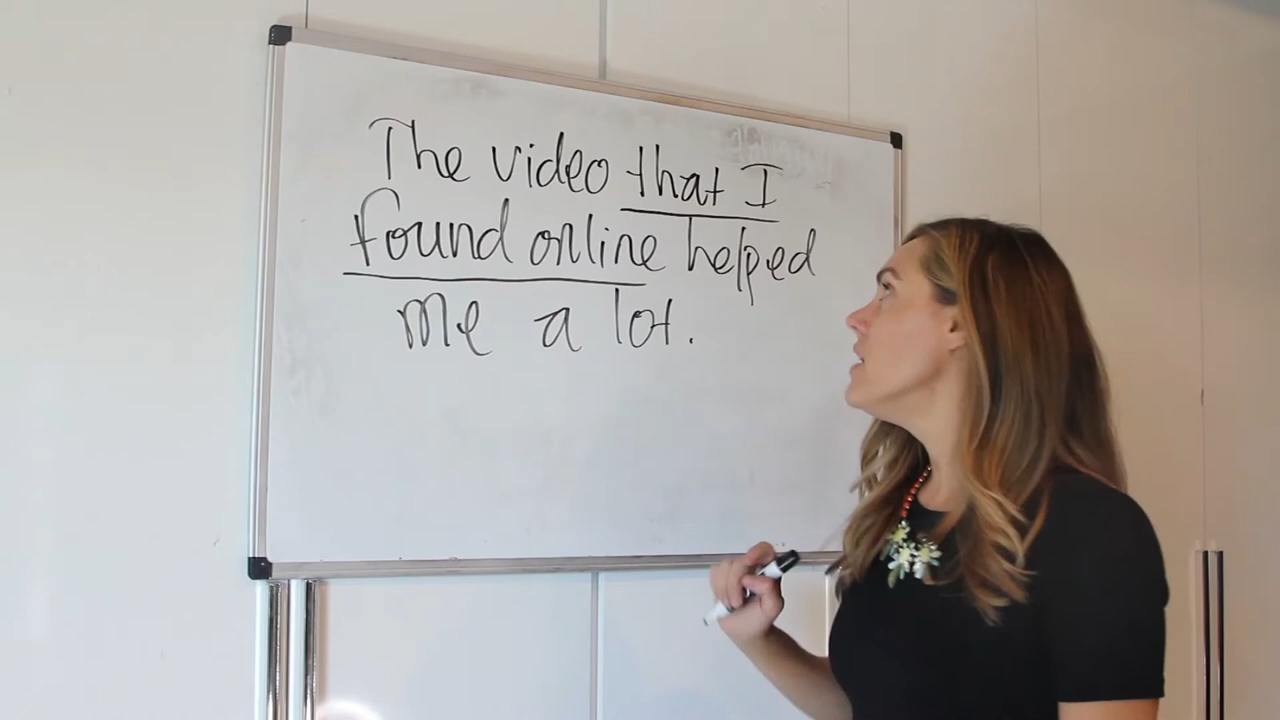 The video that I
found online helped
me a lot.